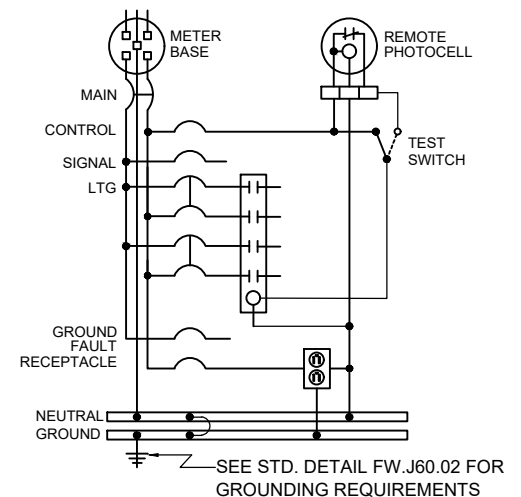 METER
BASE
REMOTE
PHOTOCELL
MAIN
CONTROL
TEST
SWITCH
SIGNAL
LTG
GROUND
FAULT
RECEPTACLE
NEUTRAL
GROUND
SEE STD. DETAIL FW.J60.02 FOR
GROUNDING REQUIREMENTS